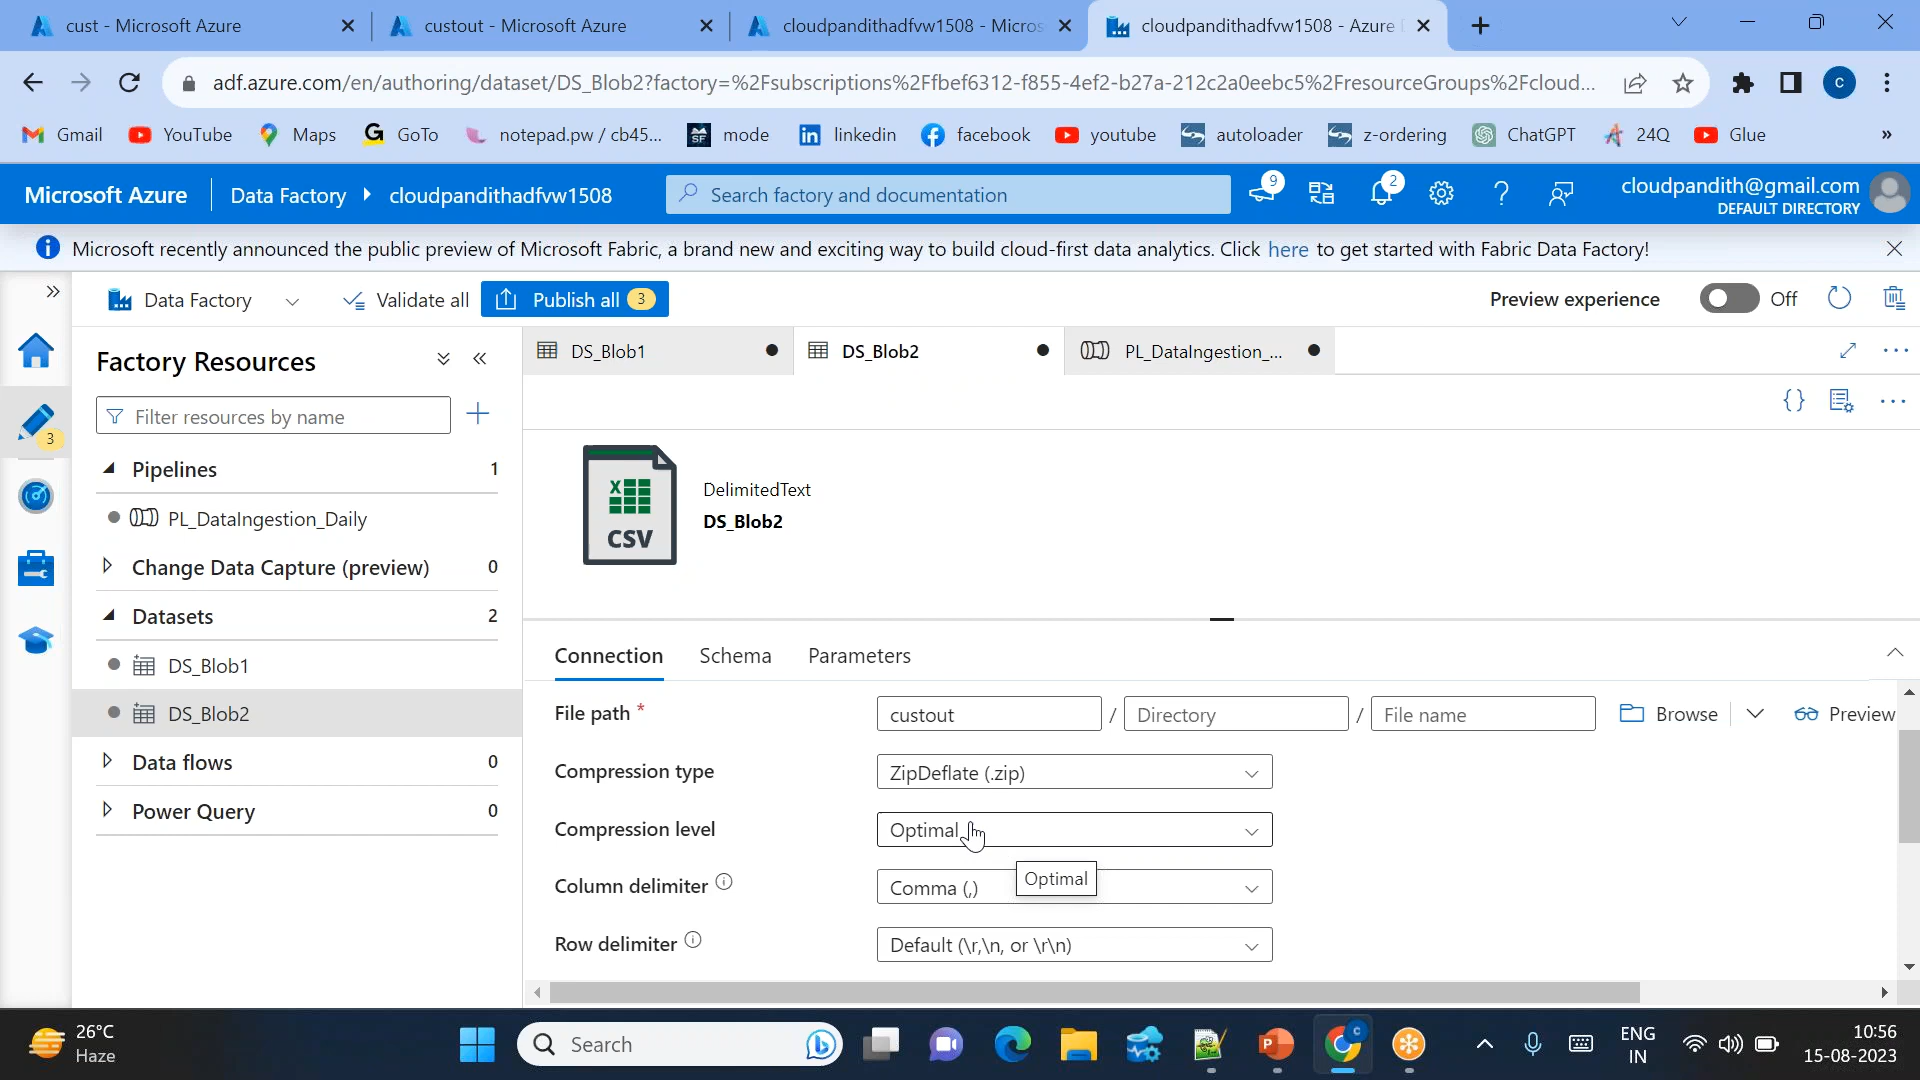 cust - Microsoft Azure
custout - Microsoft Azure
cloudpandithadfvw1508 - Micros
cloudpandithadfvw1508 - Azure
adf.azure.com/en/authoring/dataset/DS_Blob2?factory=%2Fsubscriptions%2Ffbef6312-f855-4ef2-b27a-212c2a0eebc5%2FresourceGroups%2Fcloud...
c
Gmail
YouTube
Maps
GoTo
notepad.pw / cb45...
mode
linkedin
facebook
youtube
autoloader
z-ordering
ChatGPT
24Q
Glue
»
Microsoft Azure
Data Factory
cloudpandithadfvw1508
Search factory and documentation
9
2
cloudpandith@gmail.com
DEFAULT DIRECTORY
Microsoft recently announced the public preview of Microsoft Fabric, a brand new and exciting way to build cloud-first data analytics. Click here to get started with Fabric Data Factory!
Data Factory
Validate all
Publish all 3
Preview experience
Off
3
Factory Resources
Filter resources by name
Pipelines 1
PL_DataIngestion_Daily
Change Data Capture (preview) 0
Datasets 2
DS_Blob1
DS_Blob2
Data flows 0
Power Query 0
DS_Blob1
DS_Blob2
PL_DataIngestion_...
CSV
DelimitedText
DS_Blob2
Connection
Schema
Parameters
File path *
custout / Directory / File name
Browse
Preview
Compression type
ZipDeflate (.zip)
Compression level
Optimal
Optimal
Column delimiter
Comma (,)
Row delimiter
Default (\r,\n, or \r\n)
26°C
Haze
Search
C
ENG
IN
10:56
15-08-2023